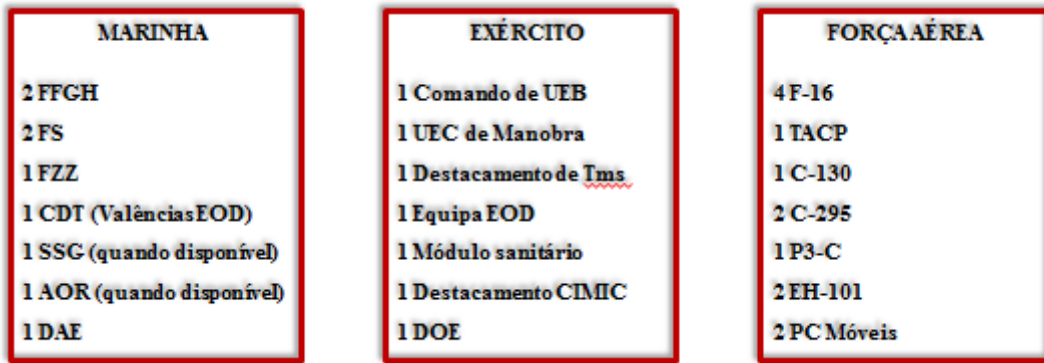 MARINHA
2 FFGH
2 FS
1 FZZ
1 CDT (Valências EOD)
1 SSG (quando disponível)
1 AOR (quando disponível)
1 DAE
EXÉRCITO
1 Comando de UEB
1 UEC de Manobra
1 Destacamento de Tms
1 Equipa EOD
1 Módulo sanitário
1 Destacamento CIMIC
1 DOE
FORÇA AÉREA
4 F-16
1 TACP
1 C-130
2 C-295
1 P3-C
2 EH-101
2 PC Móveis